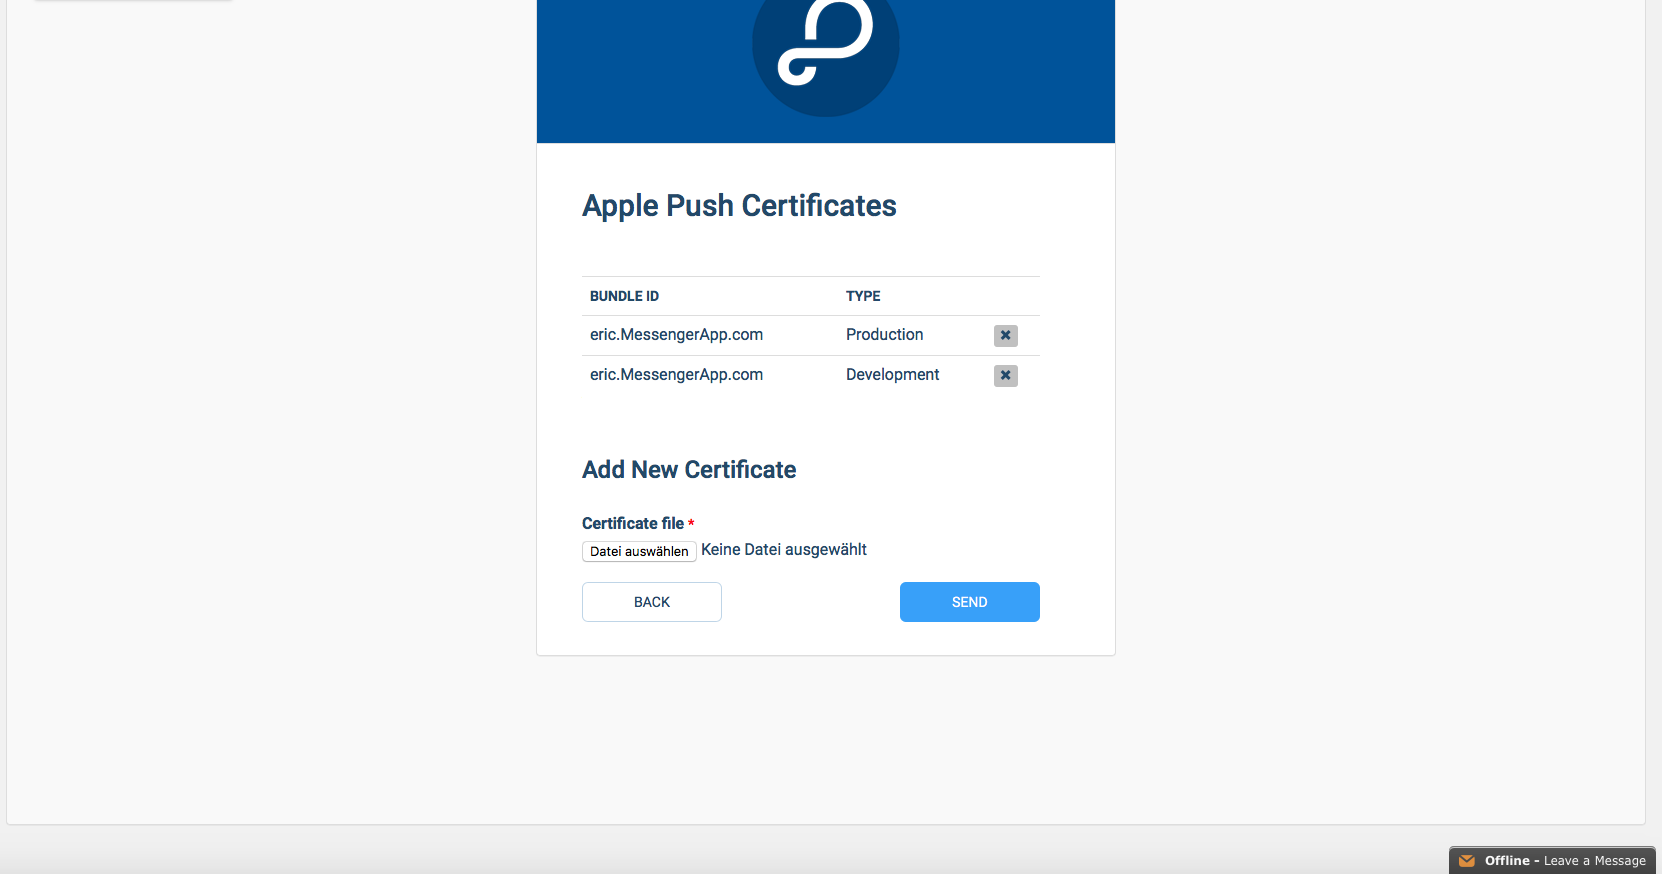 Apple Push Certificates
BUNDLE ID TYPE
eric.MessengerApp.com Production
eric.MessengerApp.com Development
Add New Certificate
Certificate file *
Datei auswählen Keine Datei ausgewählt
BACK SEND
Offline - Leave a Message